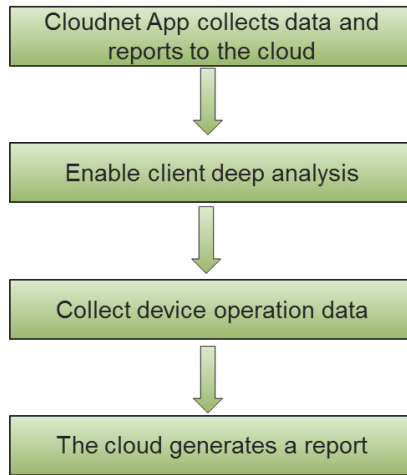 Cloudnet App collects data and
reports to the cloud
Enable client deep analysis
Collect device operation data
The cloud generates a report